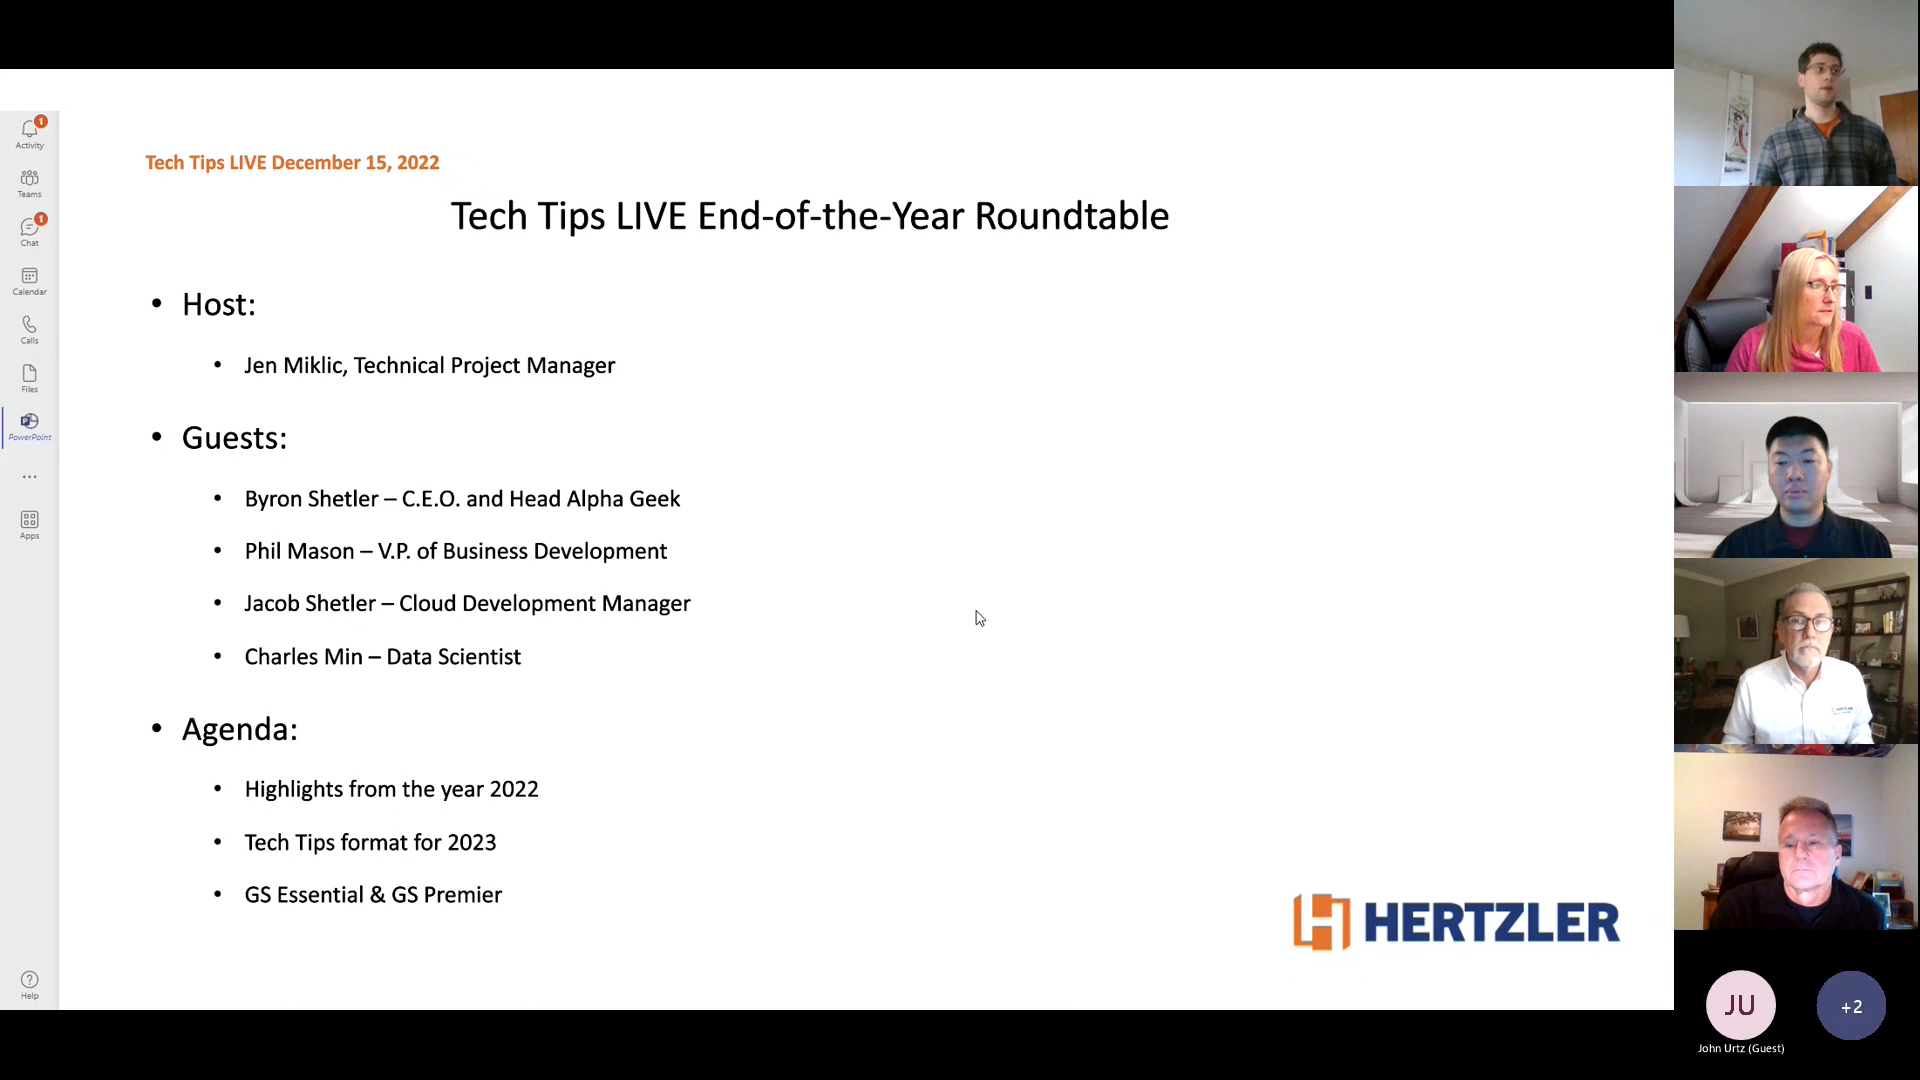 Activity
1
Teams
Chat
1
Calendar
Calls
Files
PowerPoint
Apps
Help
Tech Tips LIVE December 15, 2022
Tech Tips LIVE End-of-the-Year Roundtable
• Host:
• Jen Miklic, Technical Project Manager
• Guests:
• Byron Shetler – C.E.O. and Head Alpha Geek
• Phil Mason – V.P. of Business Development
• Jacob Shetler – Cloud Development Manager
• Charles Min – Data Scientist
• Agenda:
• Highlights from the year 2022
• Tech Tips format for 2023
• GS Essential & GS Premier
HERTZLER
HERTZLER
JU
+2
John Urtz (Guest)